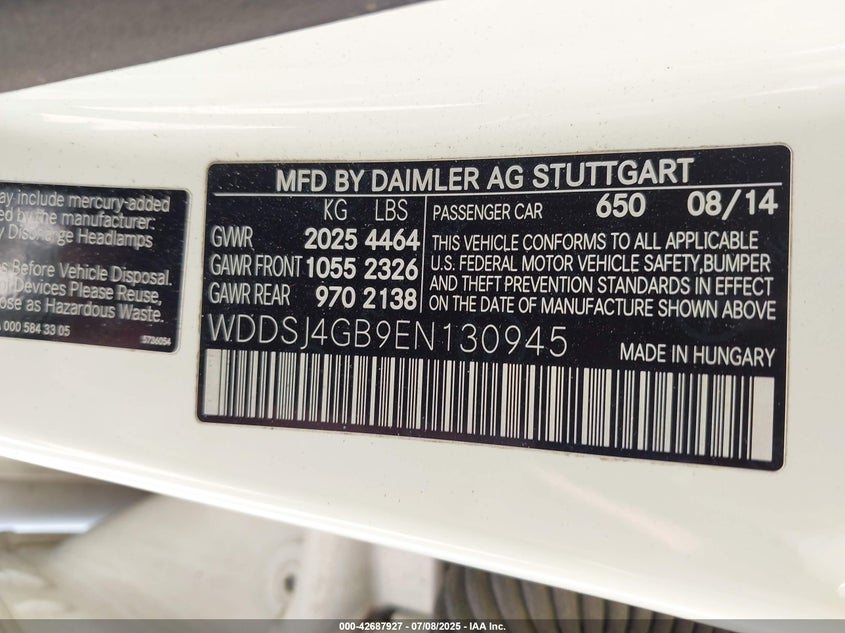 ay include mercury-added
ed by the manufacturer:
Discharge Headlamps
s Before Vehicle Disposal.
Devices Please Reuse,
ose as Hazardous Waste.
000 584 33 05
5736054
MFD BY DAIMLER AG STUTTGART
KG LBS
GVWR 2025 4464
GAWR FRONT 1055 2326
GAWR REAR 970 2138
PASSENGER CAR 650 08/14
THIS VEHICLE CONFORMS TO ALL APPLICABLE
U.S. FEDERAL MOTOR VEHICLE SAFETY,BUMPER
AND THEFT PREVENTION STANDARDS IN EFFECT
ON THE DATE OF MANUFACTURE SHOWN ABOVE
WDDSJ4GB9EN130945
MADE IN HUNGARY
000-42687927 - 07/08/2025 - IAA Inc.